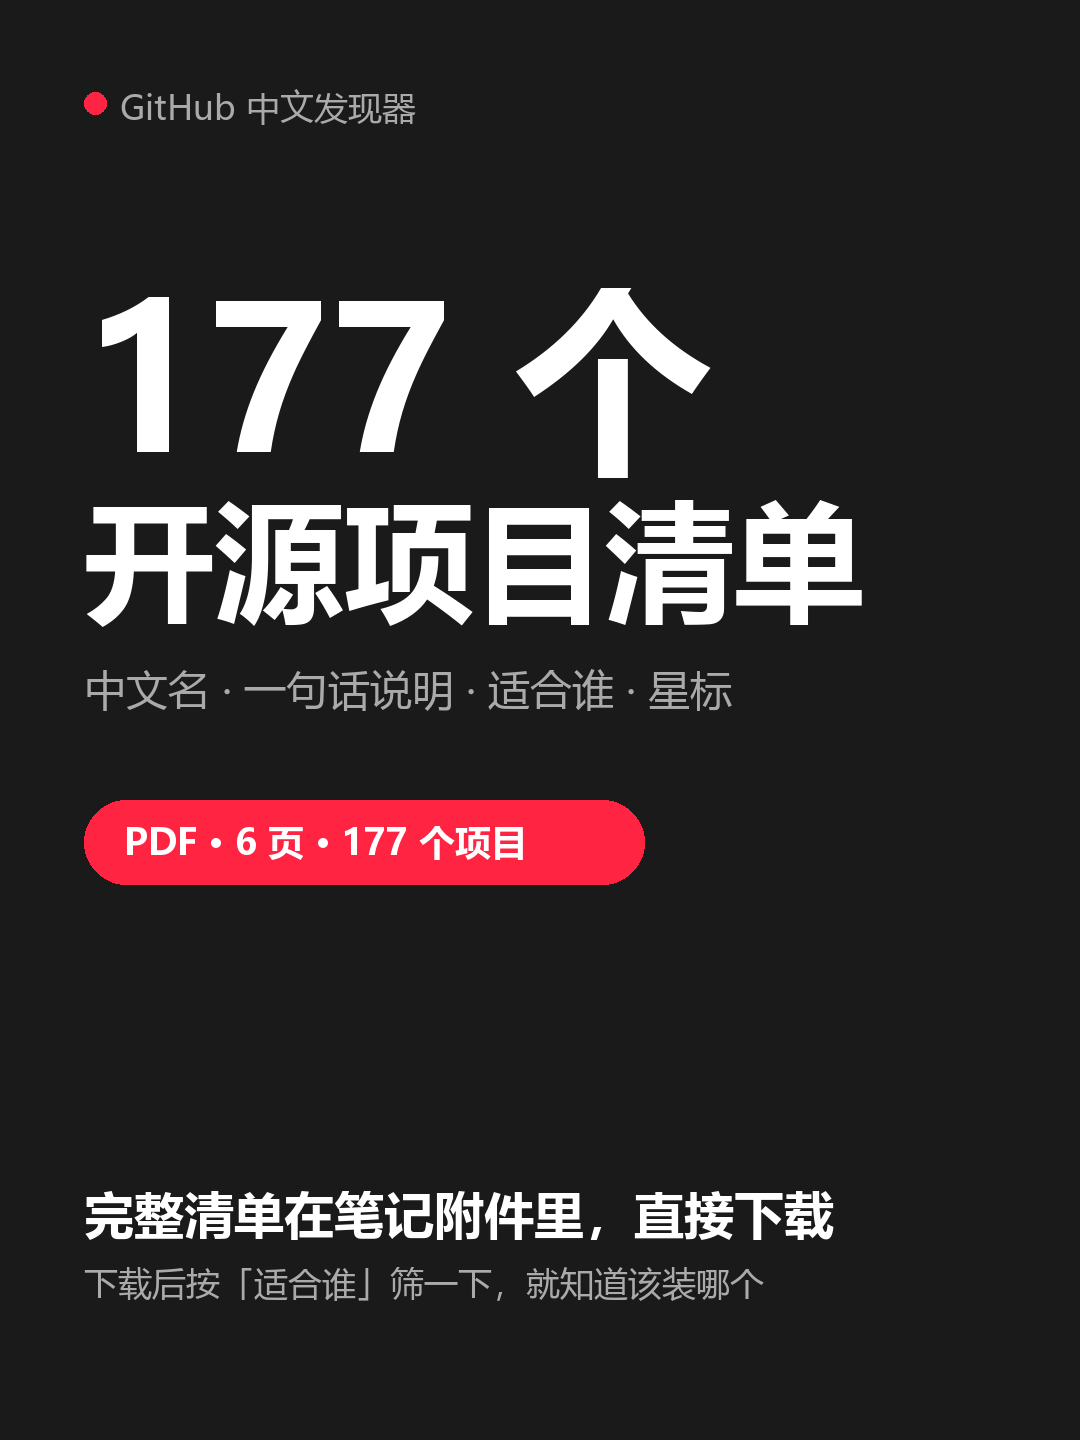 GitHub 中文发现器
177 个
开源项目清单
中文名 · 一句话说明 · 适合谁 · 星标
PDF • 6 页 • 177 个项目
完整清单在笔记附件里，直接下载
下载后按「适合谁」筛一下，就知道该装哪个